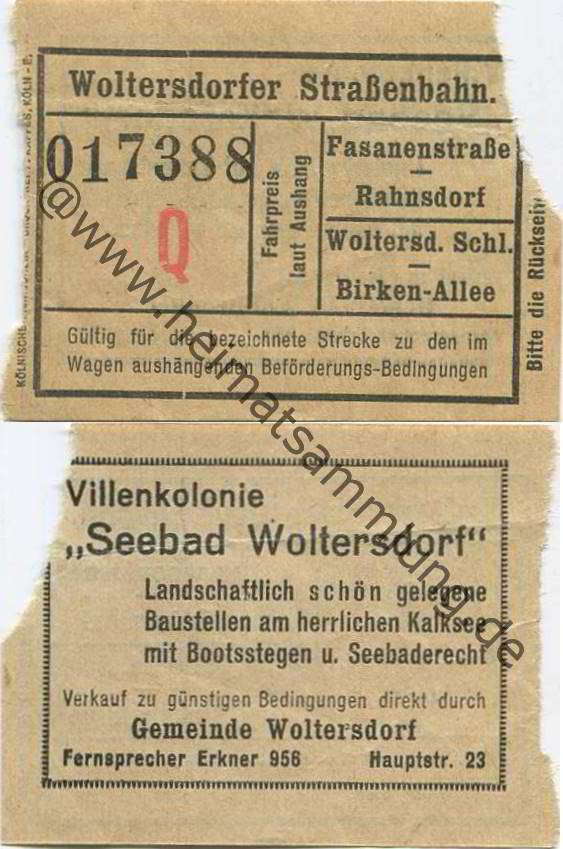 Woltersdorfer Straßenbahn.
017388
Q
Fahrpreis
laut Aushang
Fasanenstraße
—
Rahnsdorf
Woltersd. Schl.
—
Birken-Allee
Gültig für die bezeichnete Strecke zu den im
Wagen aushängenden Beförderungs-Bedingungen
Bitte die Rückseite
KÖLN - E.
@www.heimatsammlung.de
Villenkolonie
„Seebad Woltersdorf“
Landschaftlich schön gelegene
Baustellen am herrlichen Kalksee
mit Bootsstegen u. Seebaderecht
Verkauf zu günstigen Bedingungen direkt durch
Gemeinde Woltersdorf
Fernsprecher Erkner 956 Hauptstr. 23